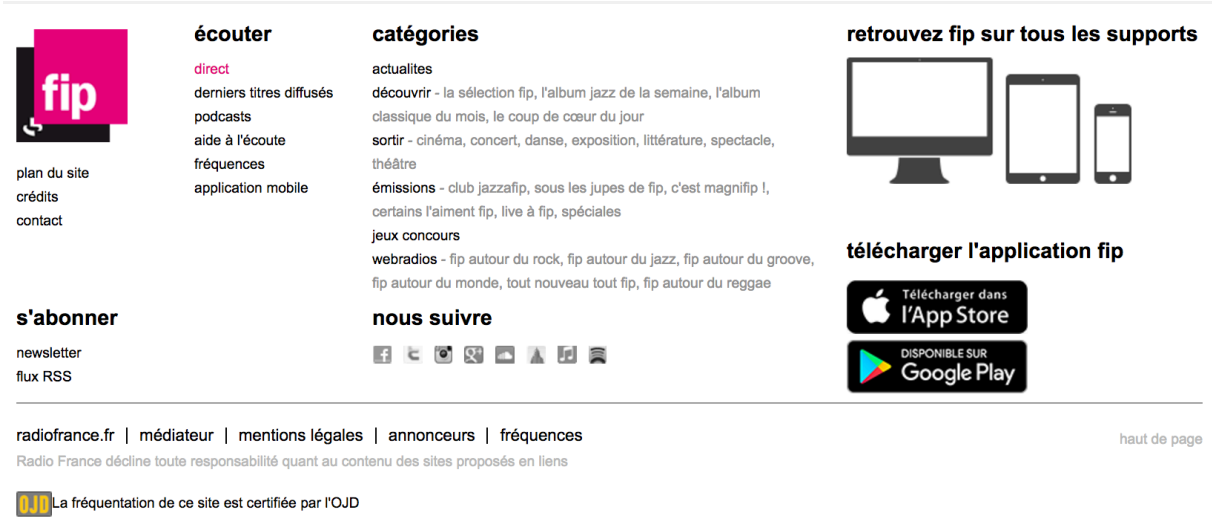 fip
plan du site
crédits
contact
écouter
direct
derniers titres diffusés
podcasts
aide à l'écoute
fréquences
application mobile
catégories
actualites
découvrir - la sélection fip, l'album jazz de la semaine, l'album
classique du mois, le coup de cœur du jour
sortir - cinéma, concert, danse, exposition, littérature, spectacle,
théâtre
émissions - club jazzafip, sous les jupes de fip, c'est magnifip !,
certains l'aiment fip, live à fip, spéciales
jeux concours
webradios - fip autour du rock, fip autour du jazz, fip autour du groove,
fip autour du monde, tout nouveau tout fip, fip autour du reggae
retrouvez fip sur tous les supports
télécharger l'application fip
Télécharger dans
l'App Store
DISPONIBLE SUR
Google Play
s'abonner
newsletter
flux RSS
nous suivre
radiofrance.fr | médiateur | mentions légales | annonceurs | fréquences
haut de page
Radio France décline toute responsabilité quant au contenu des sites proposés en liens
OJD La fréquentation de ce site est certifiée par l'OJD